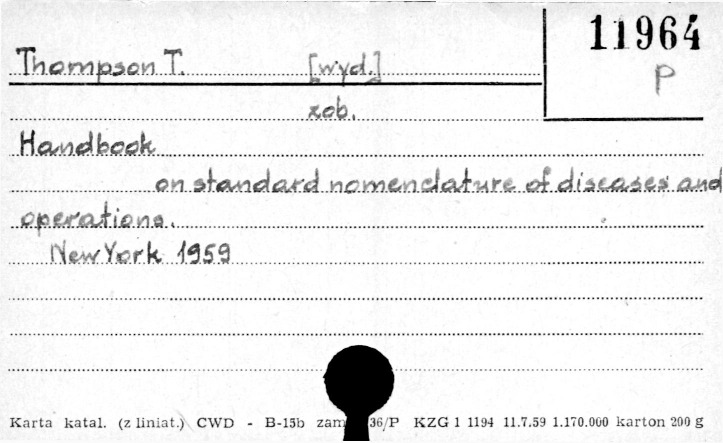 11964
P
Thompson T. [wyd.]
zob.
Handbook
on standard nomenclature of diseases and
operations.
New York 1959
Karta katal. (z liniat.) CWD - B-15b zam 36/P KZG 1 1194 11.7.59 1.170.000 karton 200 g